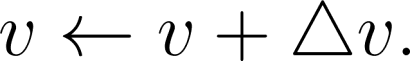 v ← v + △v.